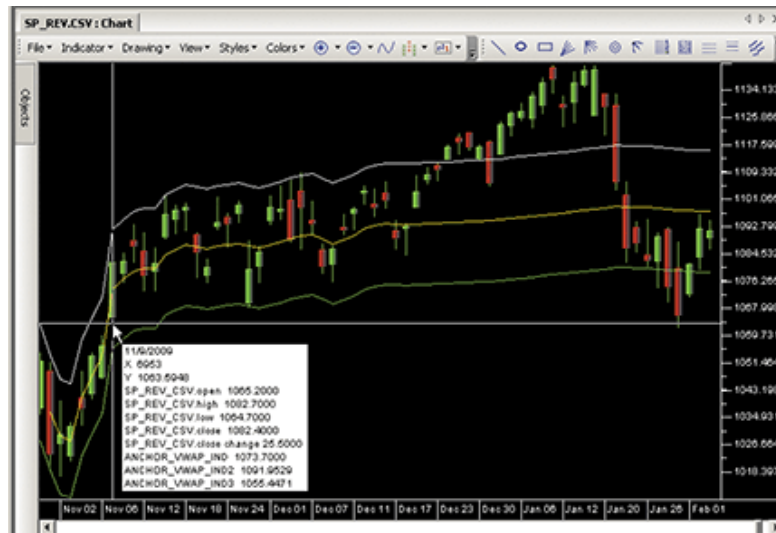 SP_REV.CSV : Chart
File Indicator Drawing View Styles Colors
Objects
1134.133
1125.866
1117.599
1109.332
1101.065
1092.799
1084.532
1076.265
1067.998
1059.731
1051.464
1043.198
1034.931
1026.664
1018.397
11/9/2009
X 6953
Y 1063.5948
SP_REV_CSV.open 1065.2000
SP_REV_CSV.high 1082.7000
SP_REV_CSV.low 1064.7000
SP_REV_CSV.close 1082.4000
SP_REV_CSV.close change 25.5000
ANCHOR_VWAP_IND 1073.7000
ANCHOR_VWAP_IND2 1091.9529
ANCHOR_VWAP_IND3 1055.4471
Nov 02 Nov 06 Nov 12 Nov 18 Nov 24 Dec 01 Dec 07 Dec 11 Dec 17 Dec 23 Dec 30 Jan 06 Jan 12 Jan 20 Jan 26 Feb 01